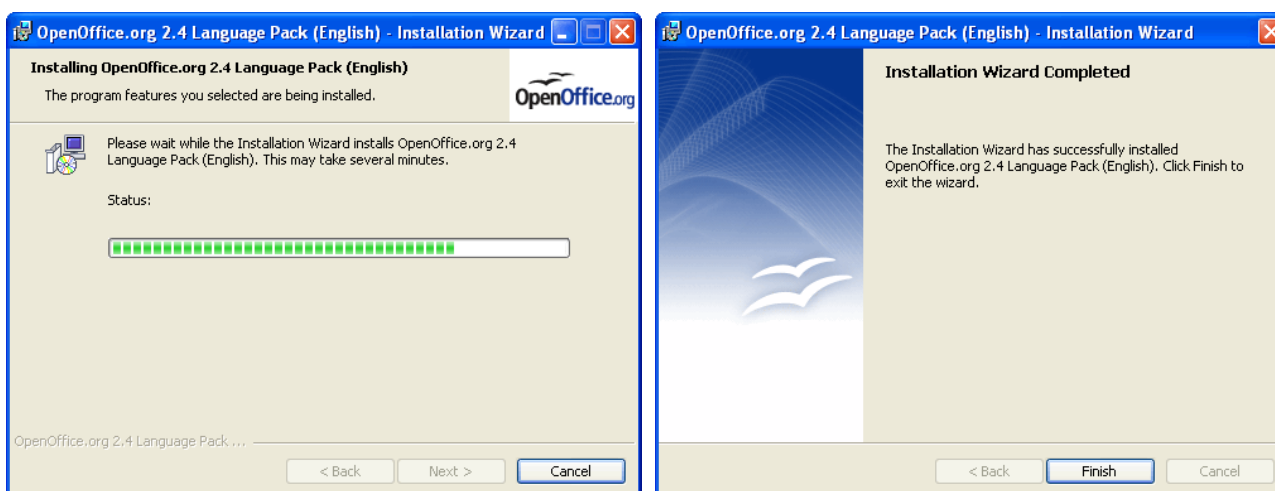 OpenOffice.org 2.4 Language Pack (English) - Installation Wizard
Installing OpenOffice.org 2.4 Language Pack (English)
The program features you selected are being installed.
OpenOffice.org
Please wait while the Installation Wizard installs OpenOffice.org 2.4
Language Pack (English). This may take several minutes.
Status:
OpenOffice.org 2.4 Language Pack ...
< Back
Next >
Cancel
OpenOffice.org 2.4 Language Pack (English) - Installation Wizard
Installation Wizard Completed
The Installation Wizard has successfully installed
OpenOffice.org 2.4 Language Pack (English). Click Finish to
exit the wizard.
< Back
Finish
Cancel